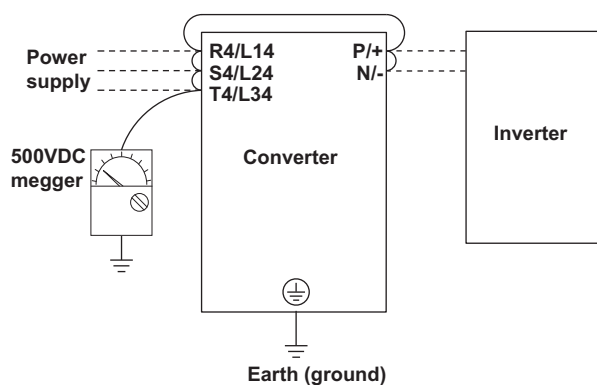 R4/L14
S4/L24
T4/L34
P/+
N/-
Power
supply
500VDC
megger
Converter
Inverter
Earth (ground)